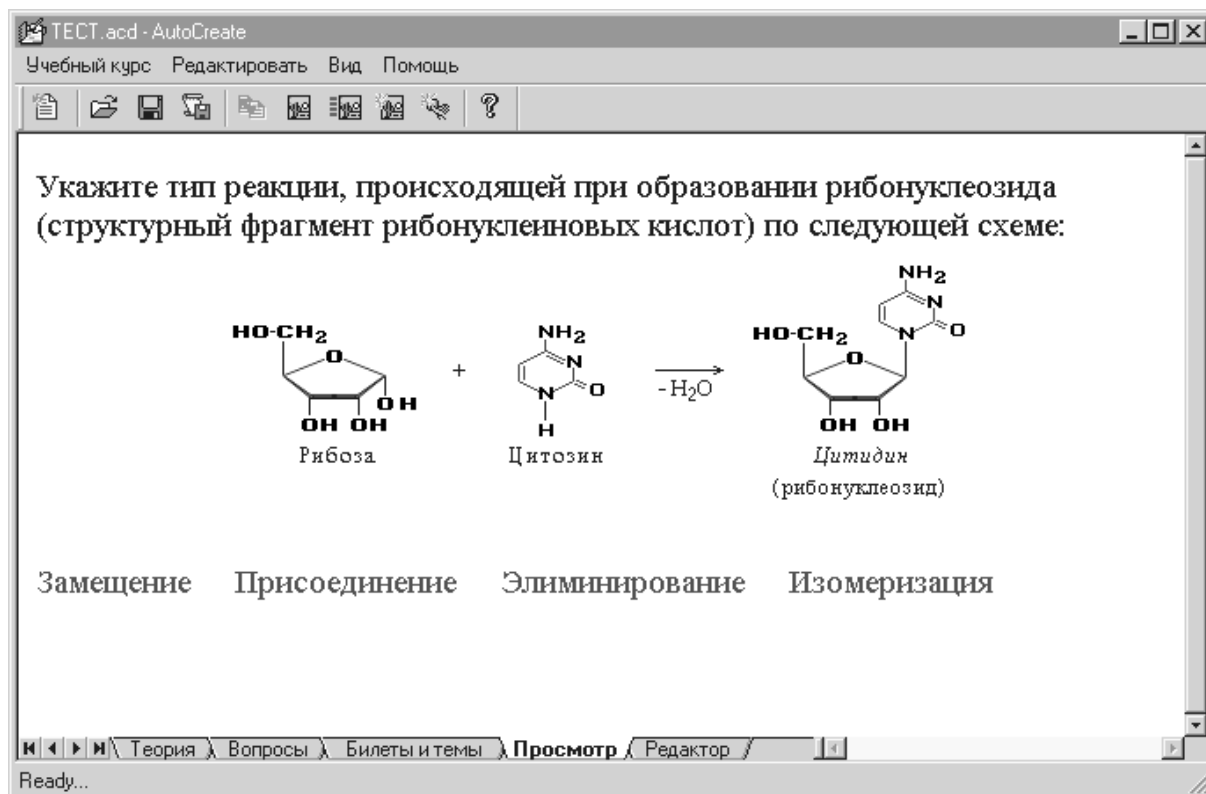 ТЕСТ.acd - AutoCreate
Учебный курс Редактировать Вид Помощь
Укажите тип реакции, происходящей при образовании рибонуклеозида
(структурный фрагмент рибонуклеиновых кислот) по следующей схеме:
HO-CH2
O
OH
OH OH
Рибоза
+
NH2
N
O
N
H
Цитозин
- H2O
NH2
N
N
O
HO-CH2
O
OH OH
Цитидин
(рибонуклеозид)
Замещение Присоединение Элиминирование Изомеризация
Теория Вопросы Билеты и темы Просмотр Редактор
Ready...